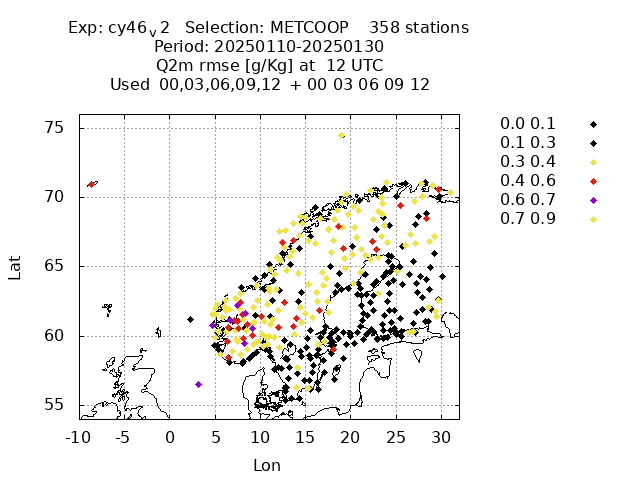 Exp: cy46v2 Selection: METCOOP 358 stations
Period: 20250110-20250130
Q2m rmse [g/Kg] at 12 UTC
Used 00,03,06,09,12 + 00 03 06 09 12
0.0 0.1
0.1 0.3
0.3 0.4
0.4 0.6
0.6 0.7
0.7 0.9
75
70
65
60
55
Lat
-10 -5 0 5 10 15 20 25 30
Lon